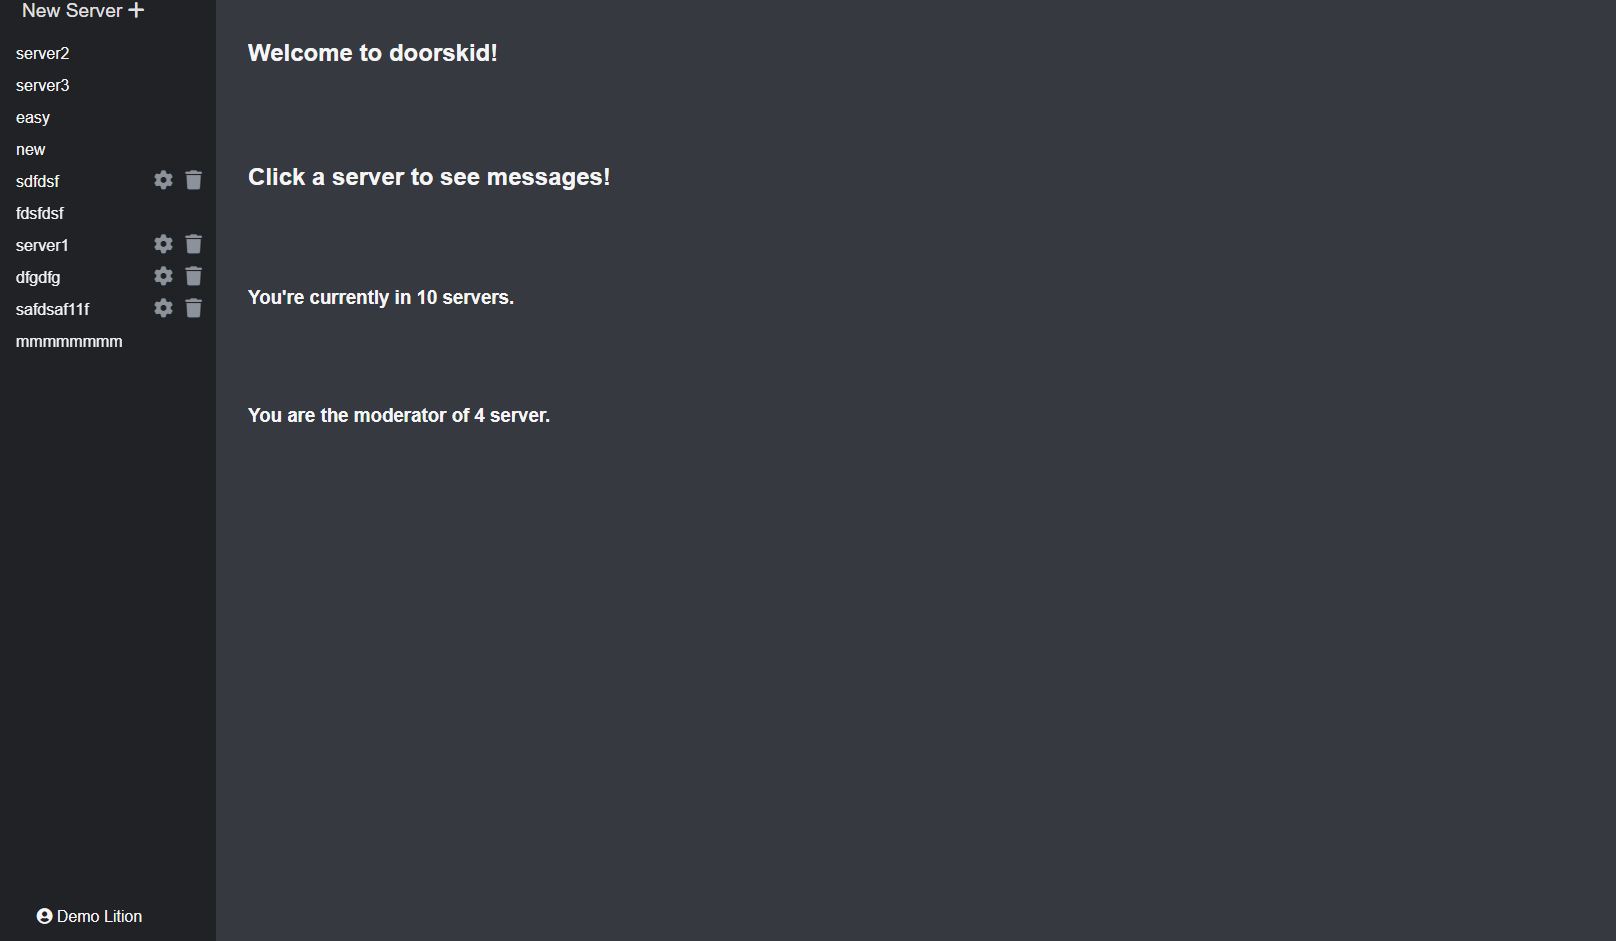 New Server
server2
server3
easy
new
sdfdsf
fdsfdsf
server1
dfgdfg
safdsaf11f
mmmmmmmm
Demo Lition
Welcome to doorskid!
Click a server to see messages!
You're currently in 10 servers.
You are the moderator of 4 server.